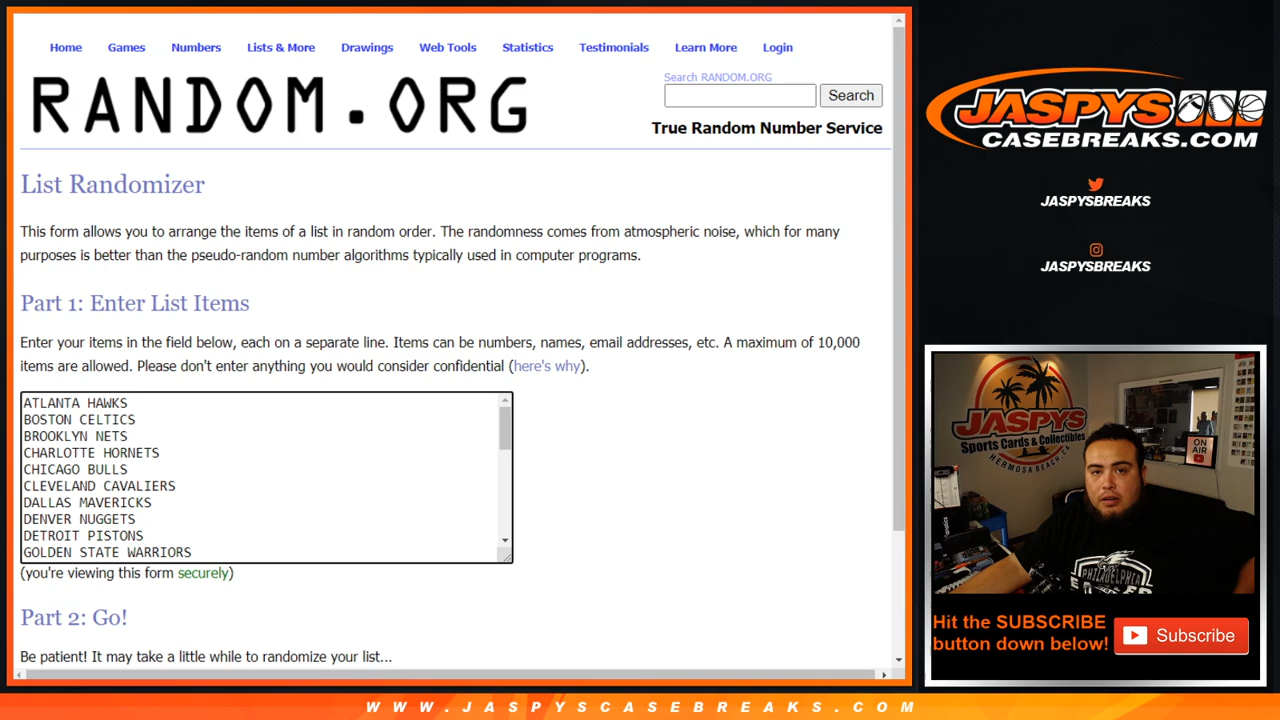 Home Games Numbers Lists & More Drawings Web Tools Statistics Testimonials Learn More Login
RANDOM.ORG
Search RANDOM.ORG
Search
True Random Number Service
List Randomizer
This form allows you to arrange the items of a list in random order. The randomness comes from atmospheric noise, which for many
purposes is better than the pseudo-random number algorithms typically used in computer programs.
Part 1: Enter List Items
Enter your items in the field below, each on a separate line. Items can be numbers, names, email addresses, etc. A maximum of 10,000
items are allowed. Please don't enter anything you would consider confidential (here's why).
ATLANTA HAWKS
BOSTON CELTICS
BROOKLYN NETS
CHARLOTTE HORNETS
CHICAGO BULLS
CLEVELAND CAVALIERS
DALLAS MAVERICKS
DENVER NUGGETS
DETROIT PISTONS
GOLDEN STATE WARRIORS
(you're viewing this form securely)
Part 2: Go!
Be patient! It may take a little while to randomize your list...
JASPYS
CASEBREAKS.COM
JASPYSBREAKS
JASPYSBREAKS
JASPYS
Sports Cards & Collectibles
HERMOSA BEACH, CA
ON AIR
PHILADELPHIA
EAGLES
Hit the SUBSCRIBE
button down below!
Subscribe
WWW.JASPYSCASEBREAKS.COM